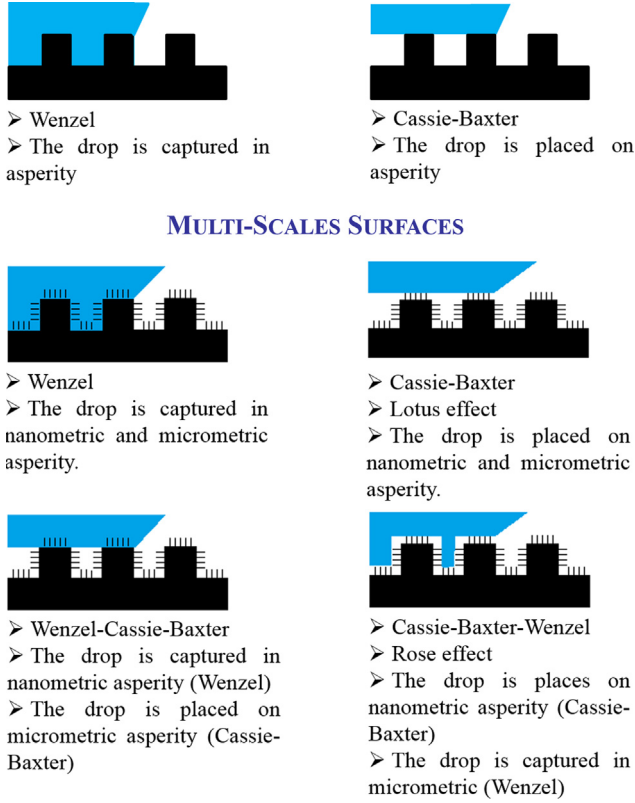 ➢ Wenzel
➢ The drop is captured in
asperity
➢ Cassie-Baxter
➢ The drop is placed on
asperity
MULTI-SCALES SURFACES
➢ Wenzel
➢ The drop is captured in
nanometric and micrometric
asperity.
➢ Cassie-Baxter
➢ Lotus effect
➢ The drop is placed on
nanometric and micrometric
asperity.
➢ Wenzel-Cassie-Baxter
➢ The drop is captured in
nanometric asperity (Wenzel)
➢ The drop is placed on
micrometric asperity (Cassie-
Baxter)
➢ Cassie-Baxter-Wenzel
➢ Rose effect
➢ The drop is places on
nanometric asperity (Cassie-
Baxter)
➢ The drop is captured in
micrometric (Wenzel)